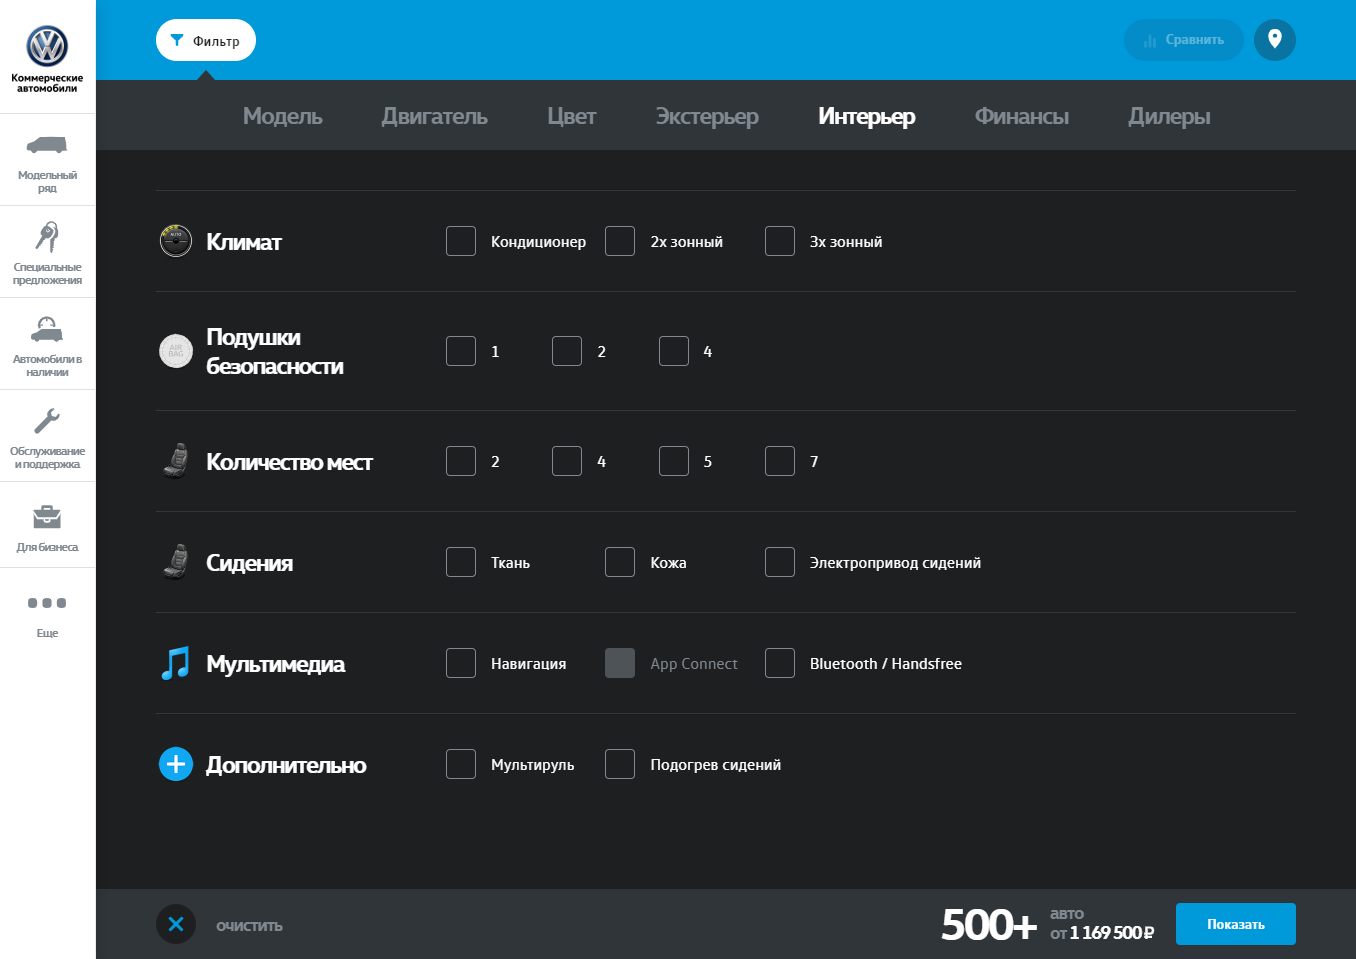 Коммерческие
автомобили
Модельный
ряд
Специальные
предложения
Автомобили в
наличии
Обслуживание
и поддержка
Для бизнеса
Еще
Фильтр
Сравнить
Модель
Двигатель
Цвет
Экстерьер
Интерьер
Финансы
Дилеры
AUTO
Климат
Кондиционер
2х зонный
3х зонный
AIR
BAG
Подушки
безопасности
1
2
4
Количество мест
2
4
5
7
Сидения
Ткань
Кожа
Электропривод сидений
Мультимедиа
Навигация
App Connect
Bluetooth / Handsfree
Дополнительно
Мультируль
Подогрев сидений
очистить
500+
авто
от 1 169 500 ₽
Показать